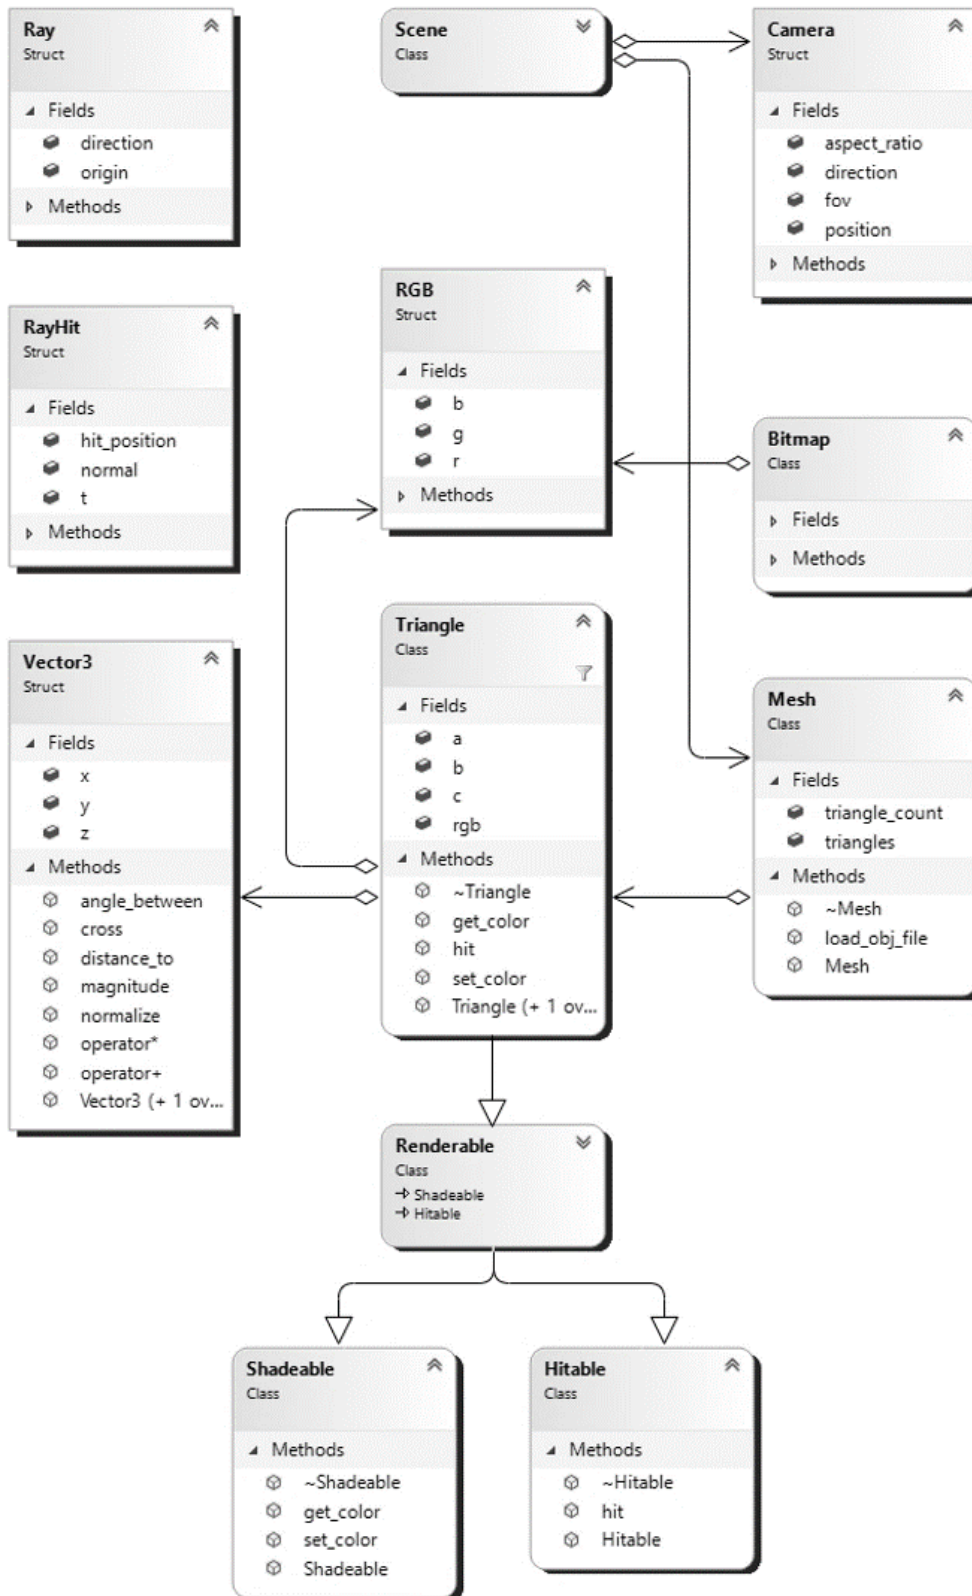 Ray
Struct
Fields
direction
origin
Methods
Scene
Class
Camera
Struct
Fields
aspect_ratio
direction
fov
position
Methods
RayHit
Struct
Fields
hit_position
normal
t
Methods
RGB
Struct
Fields
b
g
r
Methods
Bitmap
Class
Fields
Methods
Vector3
Struct
Fields
x
y
z
Methods
angle_between
cross
distance_to
magnitude
normalize
operator*
operator+
Vector3 (+ 1 ov...
Triangle
Class
Fields
a
b
c
rgb
Methods
~Triangle
get_color
hit
set_color
Triangle (+ 1 ov...
Mesh
Class
Fields
triangle_count
triangles
Methods
~Mesh
load_obj_file
Mesh
Renderable
Class
Shadeable
Hitable
Shadeable
Class
Methods
~Shadeable
get_color
set_color
Shadeable
Hitable
Class
Methods
~Hitable
hit
Hitable